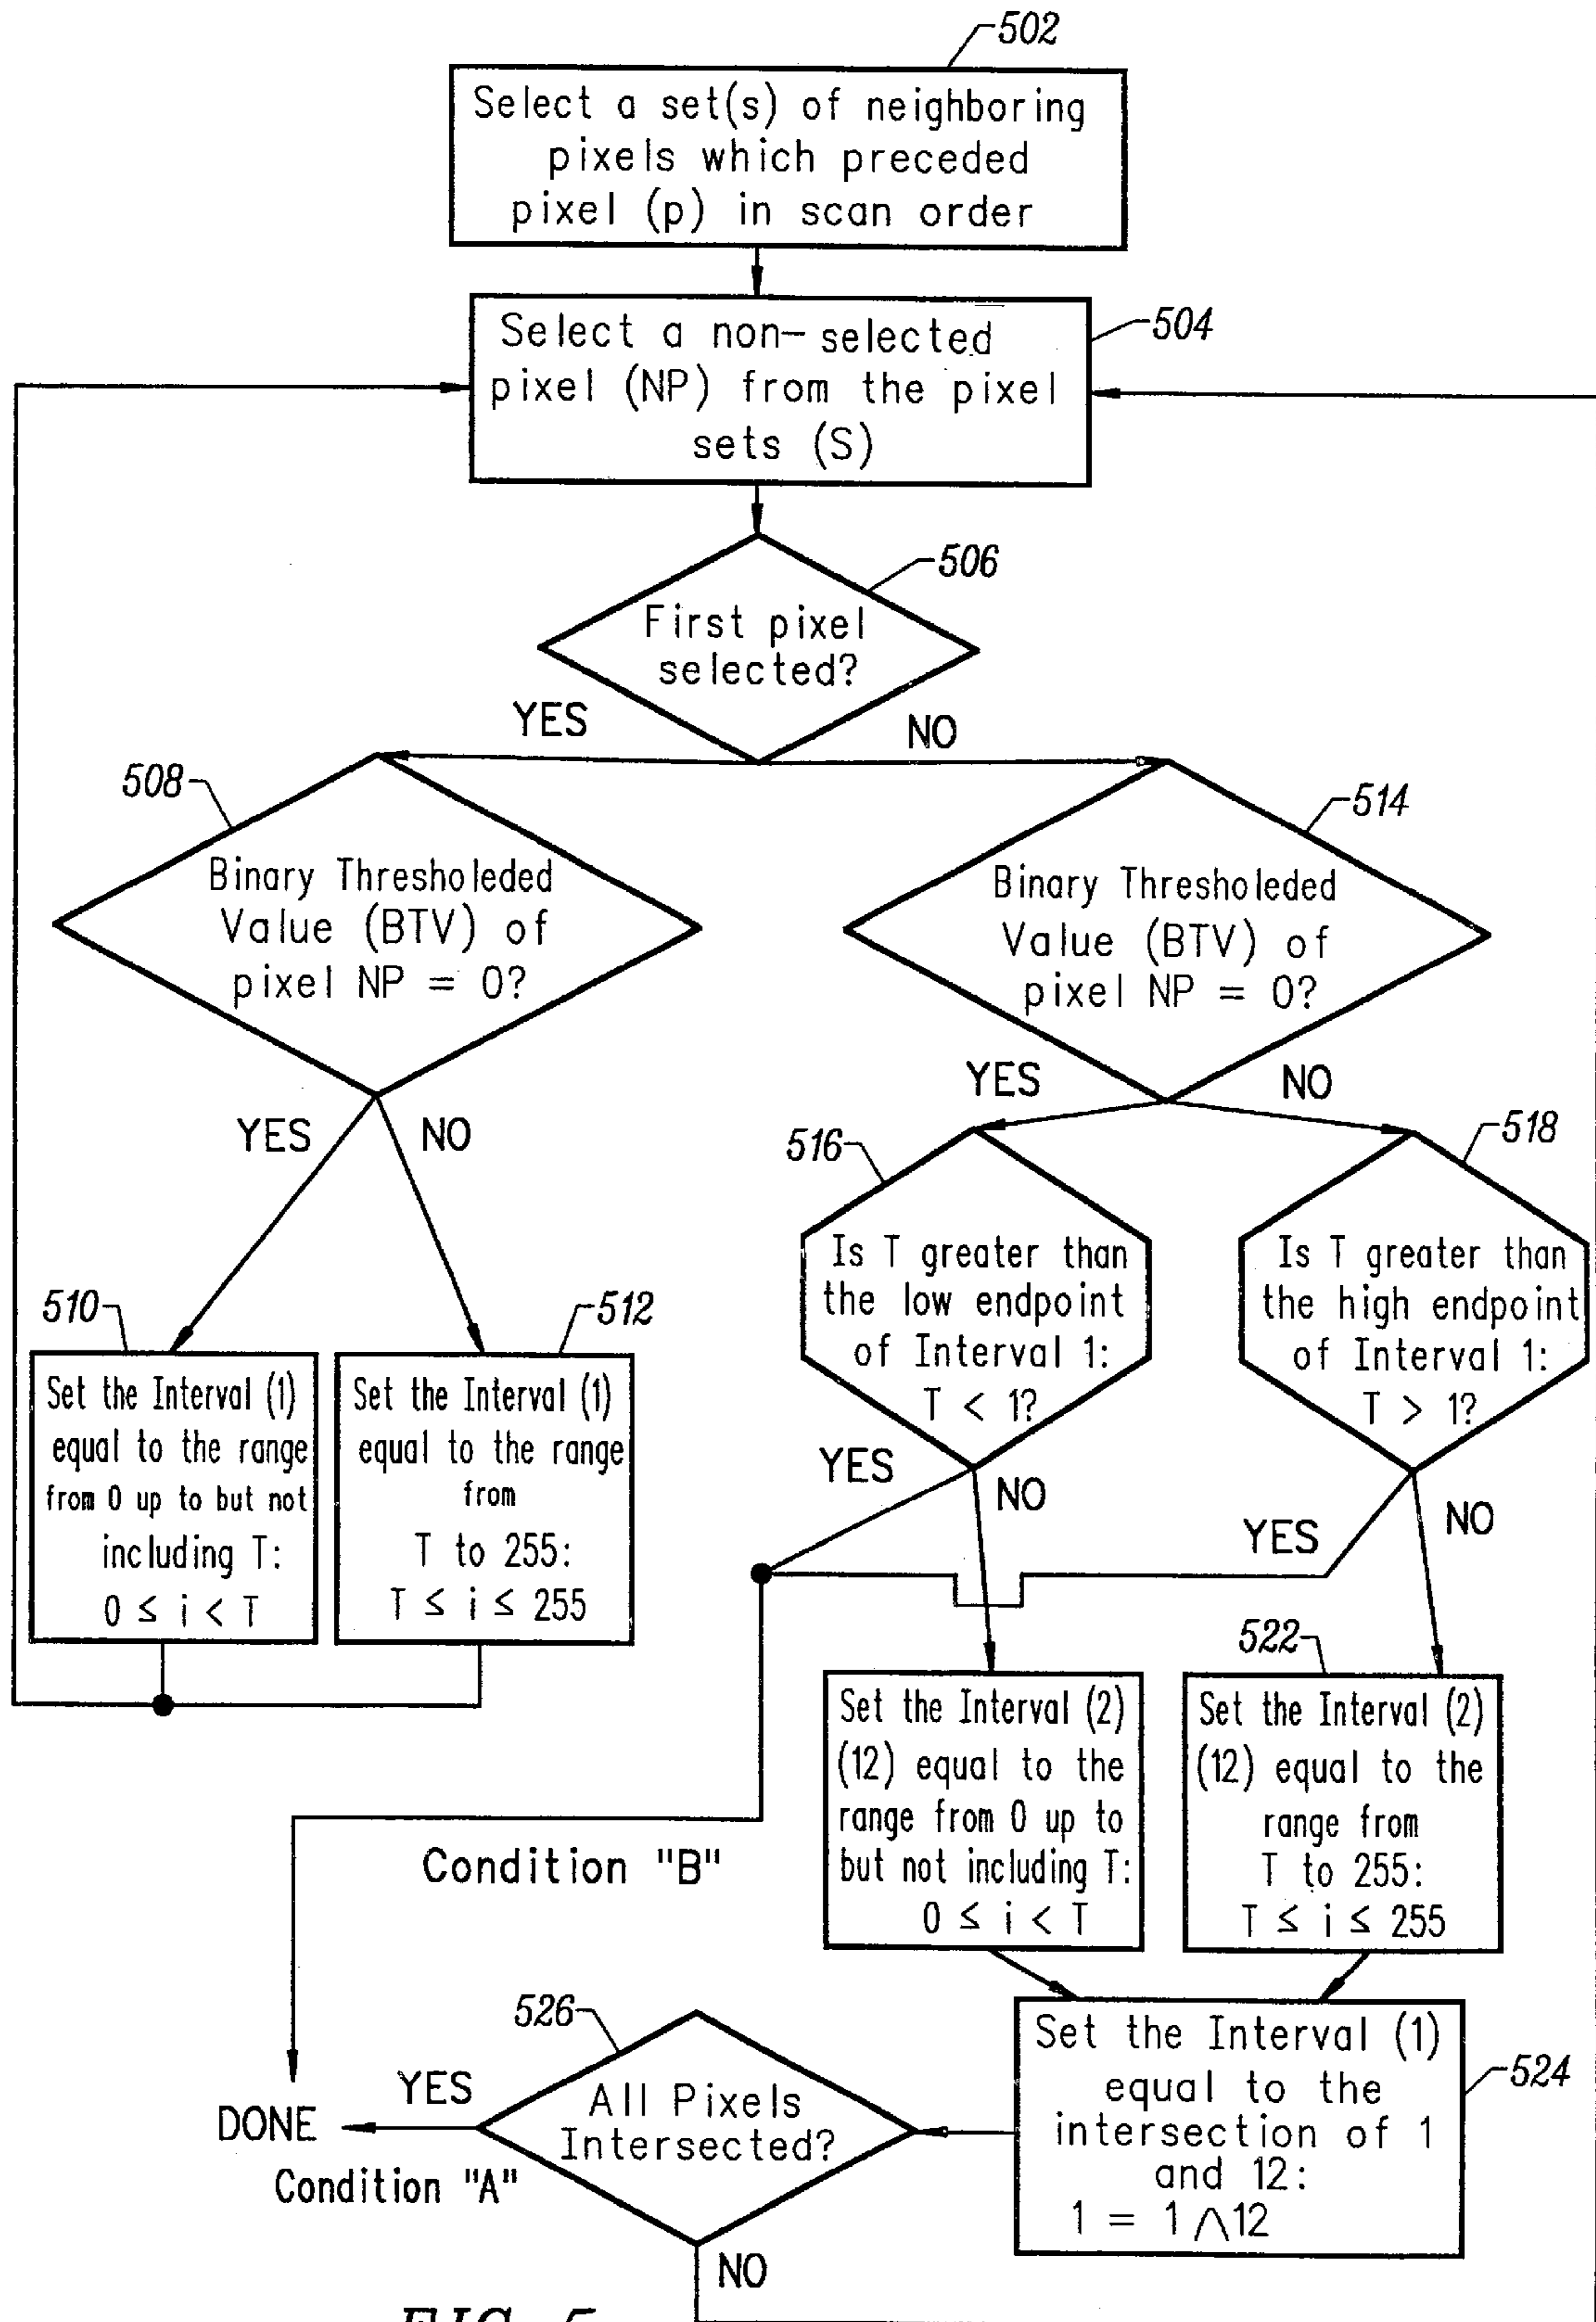 502
Select a set(s) of neighboring
pixels which preceded
pixel (p) in scan order
504
Select a non-selected
pixel (NP) from the pixel
sets (S)
506
First pixel
selected?
YES
NO
508
Binary Thresholeded
Value (BTV) of
pixel NP = 0?
514
Binary Thresholeded
Value (BTV) of
pixel NP = 0?
YES
NO
YES
NO
516
Is T greater than
the low endpoint
of Interval 1:
T < 1?
518
Is T greater than
the high endpoint
of Interval 1:
T > 1?
510
Set the Interval (1)
equal to the range
from 0 up to but not
including T:
0 ≤ i < T
512
Set the Interval (1)
equal to the range
from
T to 255:
T ≤ i ≤ 255
YES
NO
YES
NO
Set the Interval (2)
(12) equal to the
range from 0 up to
but not including T:
0 ≤ i < T
522
Set the Interval (2)
(12) equal to the
range from
T to 255:
T ≤ i ≤ 255
Condition "B"
526
All Pixels
Intersected?
YES
DONE
Condition "A"
NO
524
Set the Interval (1)
equal to the
intersection of 1
and 12:
1 = 1 ∧ 12
FIG. 5